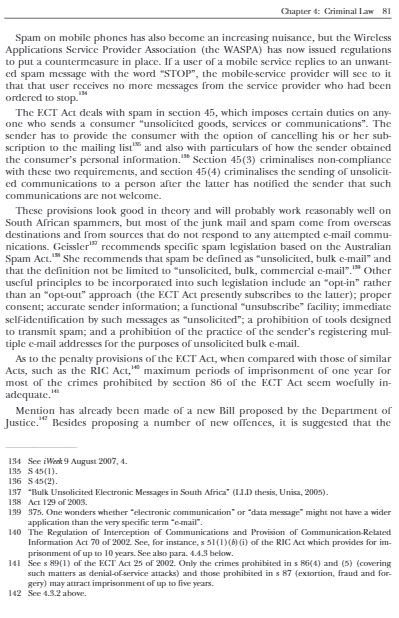 Chapter 4: Criminal Law 81
Spam on mobile phones has also become an increasing nuisance, but the Wireless
Applications Service Provider Association (the WASPA) has now issued regulations
to put a countermeasure in place. If a user of a mobile service replies to an unwant-
ed spam message with the word “STOP”, the mobile-service provider will see to it
that that user receives no more messages from the service provider who had been
ordered to stop.134
The ECT Act deals with spam in section 45, which imposes certain duties on any-
one who sends a consumer “unsolicited goods, services or communications”. The
sender has to provide the consumer with the option of cancelling his or her sub-
scription to the mailing list135 and also with particulars of how the sender obtained
the consumer’s personal information.136 Section 45(3) criminalises non-compliance
with these two requirements, and section 45(4) criminalises the sending of unsolicit-
ed communications to a person after the latter has notified the sender that such
communications are not welcome.
These provisions look good in theory and will probably work reasonably well on
South African spammers, but most of the junk mail and spam come from overseas
destinations and from sources that do not respond to any attempted e-mail commu-
nications. Geissler137 recommends specific spam legislation based on the Australian
Spam Act.138 She recommends that spam be defined as “unsolicited, bulk e-mail” and
that the definition not be limited to “unsolicited, bulk, commercial e-mail”.139 Other
useful principles to be incorporated into such legislation include an “opt-in” rather
than an “opt-out” approach (the ECT Act presently subscribes to the latter); proper
consent; accurate sender information; a functional “unsubscribe” facility; immediate
self-identification by such messages as “unsolicited”; a prohibition of tools designed
to transmit spam; and a prohibition of the practice of the sender’s registering mul-
tiple e-mail addresses for the purposes of unsolicited bulk e-mail.
As to the penalty provisions of the ECT Act, when compared with those of similar
Acts, such as the RIC Act,140 maximum periods of imprisonment of one year for
most of the crimes prohibited by section 86 of the ECT Act seem woefully in-
adequate.141
Mention has already been made of a new Bill proposed by the Department of
Justice.142 Besides proposing a number of new offences, it is suggested that the
134 See iWeek 9 August 2007, 4.
135 S 45(1).
136 S 45(2).
137 “Bulk Unsolicited Electronic Messages in South Africa” (LLD thesis, Unisa, 2005).
138 Act 129 of 2003.
139 375. One wonders whether “electronic communication” or “data message” might not have a wider
application than the very specific term “e-mail”.
140 The Regulation of Interception of Communications and Provision of Communication-Related
Information Act 70 of 2002. See, for instance, s 51(1)(b)(i) of the RIC Act which provides for im-
prisonment of up to 10 years. See also para. 4.4.3 below.
141 See s 89(1) of the ECT Act 25 of 2002. Only the crimes prohibited in s 86(4) and (5) (covering
such matters as denial-of-service attacks) and those prohibited in s 87 (extortion, fraud and for-
gery) may attract imprisonment of up to five years.
142 See 4.3.2 above.